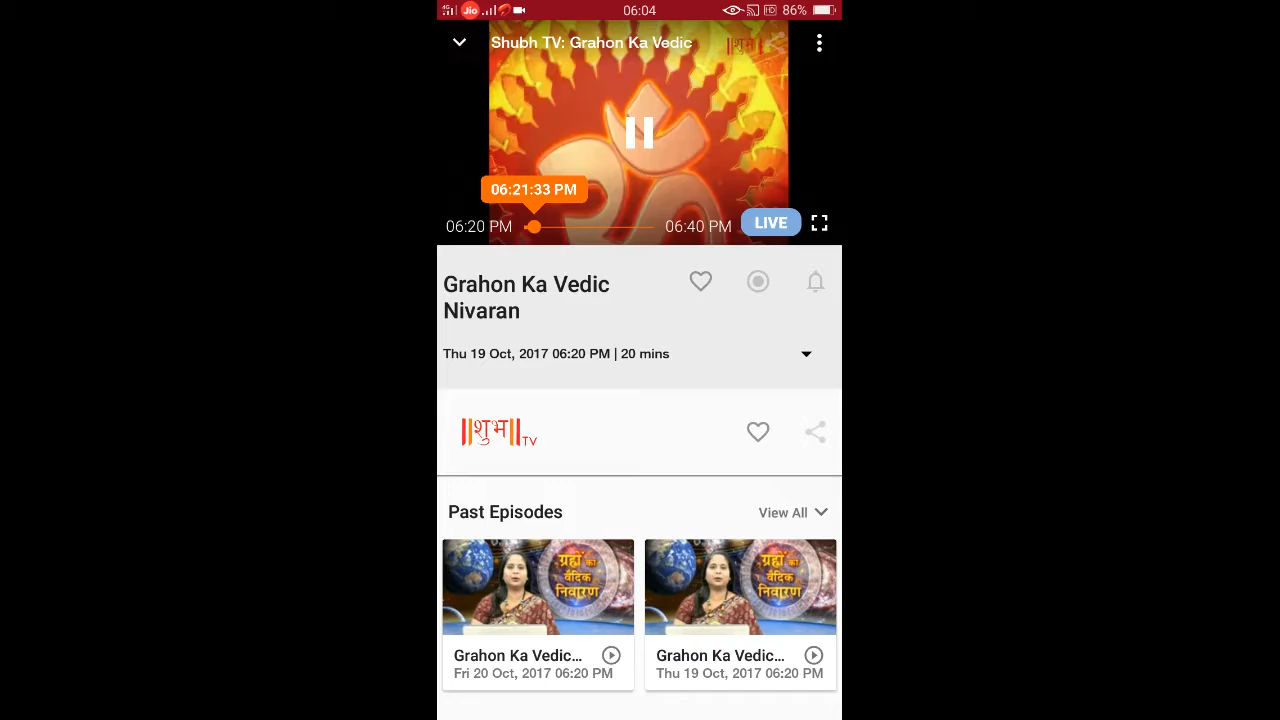 4G Jio 06:04 HD 86%
Shubh TV: Grahon Ka Vedic
शुभ
06:21:33 PM
06:20 PM 06:40 PM LIVE
Grahon Ka Vedic
Nivaran
Thu 19 Oct, 2017 06:20 PM | 20 mins
||शुभ|| TV
Past Episodes View All
ग्रहों का
वैदिक
निवारण
ग्रहों का
वैदिक
निवारण
Grahon Ka Vedic... Grahon Ka Vedic...
Fri 20 Oct, 2017 06:20 PM Thu 19 Oct, 2017 06:20 PM